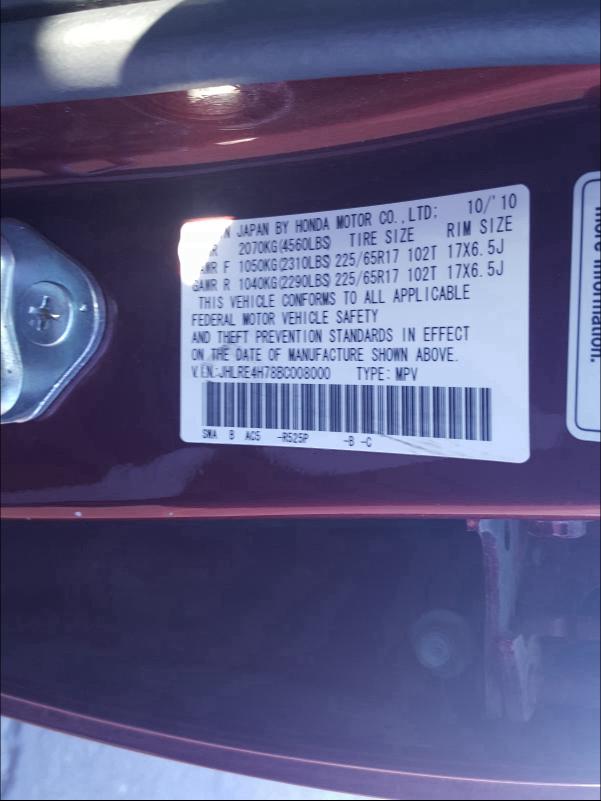 JAPAN BY HONDA MOTOR CO.,LTD; 10/'10
2070KG(4560LBS) TIRE SIZE RIM SIZE
GAWR F 1050KG(2310LBS) 225/65R17 102T 17X6.5J
GAWR R 1040KG(2290LBS) 225/65R17 102T 17X6.5J
THIS VEHICLE CONFORMS TO ALL APPLICABLE
FEDERAL MOTOR VEHICLE SAFETY
AND THEFT PREVENTION STANDARDS IN EFFECT
ON THE DATE OF MANUFACTURE SHOWN ABOVE.
V.I.N.:JHLRE4H78BC008000 TYPE: MPV
SWA B AC5 -R525P -B -C
more information.